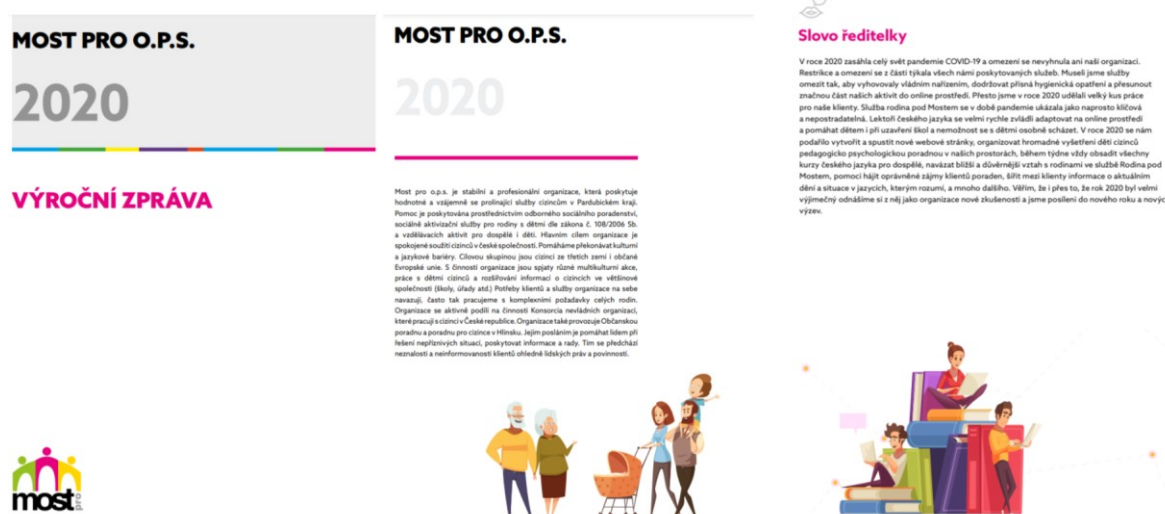 MOST PRO O.P.S.
2020
VÝROČNÍ ZPRÁVA
most
pro
MOST PRO O.P.S.
2020
Most pro o.p.s. je stabilní a profesionální organizace, která poskytuje
hodnotné a vzájemně se prolínající služby cizincům v Pardubickém kraji.
Pomoc je poskytována prostřednictvím odborného sociálního poradenství,
sociálně aktivizační služby pro rodiny s dětmi dle zákona č. 108/2006 Sb.
a vzdělávacích aktivit pro dospělé i děti. Hlavním cílem organizace je
spokojené soužití cizinců v české společnosti. Pomáháme překonávat kulturní
a jazykové bariéry. Cílovou skupinou jsou cizinci ze třetích zemí i občané
Evropské unie. S činností organizace jsou spjaty různé multikulturní akce,
práce s dětmi cizinců a rozšiřování informací o cizincích ve většinové
společnosti (školy, úřady atd.) Potřeby klientů a služby organizace na sebe
navazují, často tak pracujeme s komplexními požadavky celých rodin.
Organizace se aktivně podílí na činnosti Konsorcia nevládních organizací,
které pracují s cizinci v České republice. Organizace také provozuje Občanskou
poradnu a poradnu pro cizince v Hlinsku. Jejím posláním je pomáhat lidem při
řešení nepříznivých situací, poskytovat informace a rady. Tím se předchází
neznalosti a neinformovanosti klientů ohledně lidských práv a povinností.
Slovo ředitelky
V roce 2020 zasáhla celý svět pandemie COVID-19 a omezení se nevyhnula ani naší organizaci.
Restrikce a omezení se z části týkala všech námi poskytovaných služeb. Museli jsme služby
omezit tak, aby vyhovovaly vládním nařízením, dodržovat přísná hygienická opatření a přesunout
značnou část našich aktivit do online prostředí. Přesto jsme v roce 2020 udělali velký kus práce
pro naše klienty. Služba rodina pod Mostem se v době pandemie ukázala jako naprosto klíčová
a nepostradatelná. Lektoři českého jazyka se velmi rychle zvládli adaptovat na online prostředí
a pomáhat dětem i při uzavření škol a nemožnost se s dětmi osobně scházet. V roce 2020 se nám
podařilo vytvořit a spustit nové webové stránky, organizovat hromadné vyšetření dětí cizinců
pedagogicko psychologickou poradnou v našich prostorách, během týdne vždy obsadit všechny
kurzy českého jazyka pro dospělé, navázat bližší a důvěrnější vztah s rodinami ve službě Rodina pod
Mostem, pomoci hájit oprávněné zájmy klientů poraden, šířit mezi klienty informace o aktuálním
dění a situace v jazycích, kterým rozumí, a mnoho dalšího. Věřím, že i přes to, že rok 2020 byl velmi
výjimečný odnášíme si z něj jako organizace nové zkušenosti a jsme posíleni do nového roku a novýc
výzev.